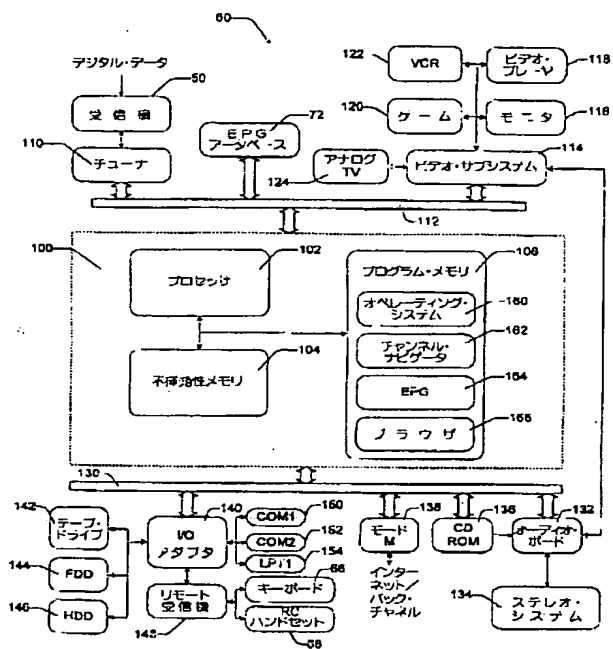 60
デジタル・データ
50
受信機
110
チューナ
72
EPG
データベース
122
VCR
ビデオ・
プレーヤ
118
120
ゲーム
モニタ
116
アナログ
TV
124
114
ビデオ・サブシステム
112
100
102
プロセッサ
104
不揮発性メモリ
106
プログラム・メモリ
オペレーティング・
システム
160
チャンネル・
ナビゲータ
162
EPG
164
ブラウザ
166
130
142
テープ・
ドライブ
144
FDD
146
HDD
140
I/O
アダプタ
COM1
COM2
LPT1
154
リモート
受信機
キーボード
66
RC
ハンドセット
68
138
モード
M
インター
ネット/
バック・
チャネル
136
CD
ROM
132
オーディオ・
ボード
134
ステレオ・
システム